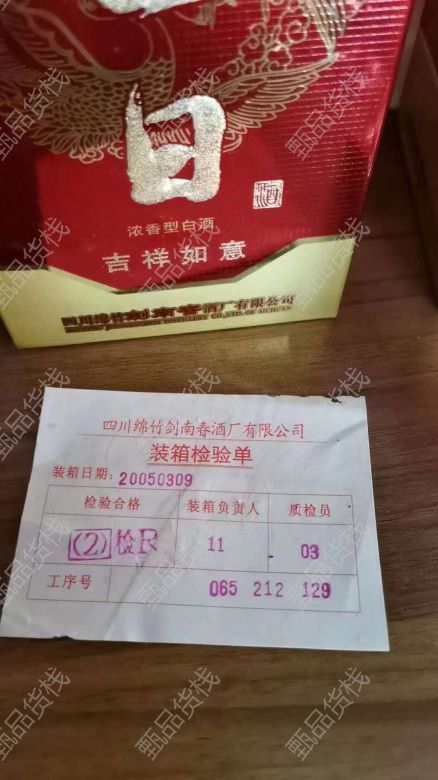 日
浓香型白酒
吉祥如意
四川绵竹剑南春酒厂有限公司
四川绵竹剑南春酒厂有限公司
装箱检验单
装箱日期：20050309
检验合格 装箱负责人 质检员
(2)检R 11 03
工序号 065 212 129
甄品货栈